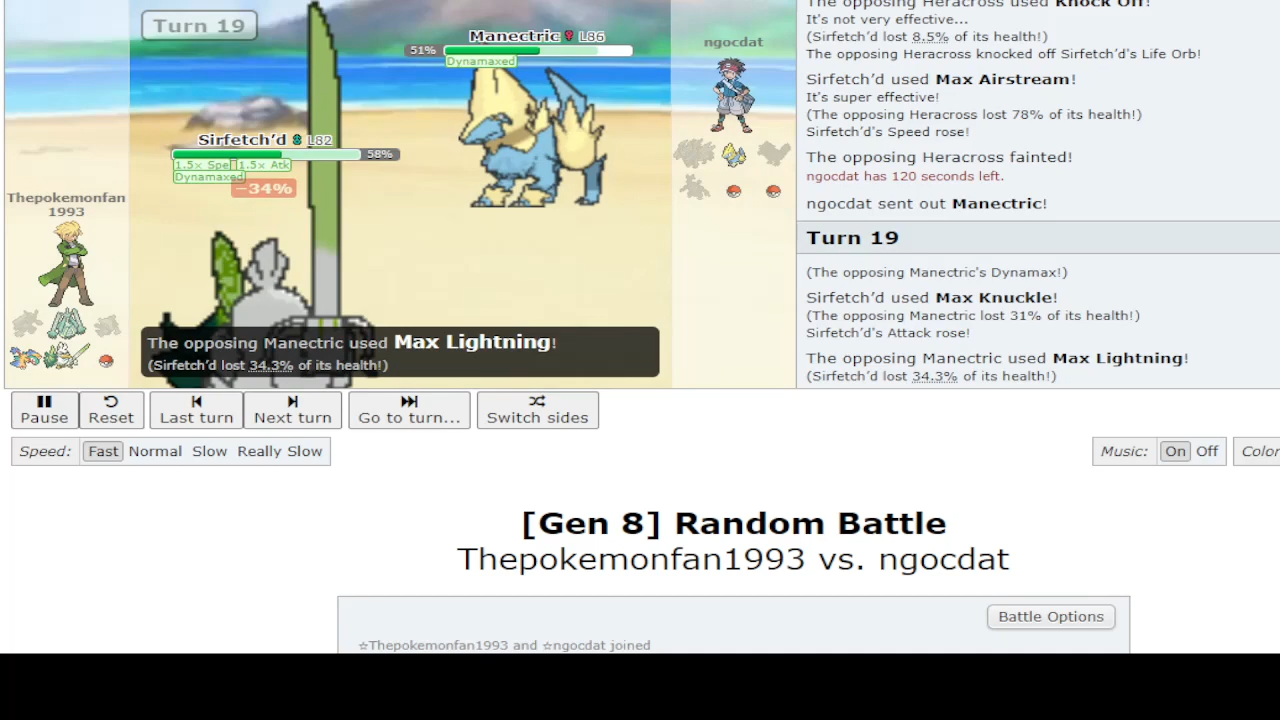 Turn 19
Manectric L86
51%
Dynamaxed
ngocdat
Sirfetch'd L82
58%
1.5× Spe 1.5× Atk
Dynamaxed
−34%
Thepokemonfan
1993
The opposing Manectric used Max Lightning!
(Sirfetch'd lost 34.3% of its health!)
The opposing Heracross used Knock Off!
It's not very effective...
(Sirfetch'd lost 8.5% of its health!)
The opposing Heracross knocked off Sirfetch'd's Life Orb!
Sirfetch'd used Max Airstream!
It's super effective!
(The opposing Heracross lost 78% of its health!)
Sirfetch'd's Speed rose!
The opposing Heracross fainted!
ngocdat has 120 seconds left.
ngocdat sent out Manectric!
Turn 19
(The opposing Manectric's Dynamax!)
Sirfetch'd used Max Knuckle!
(The opposing Manectric lost 31% of its health!)
Sirfetch'd's Attack rose!
The opposing Manectric used Max Lightning!
(Sirfetch'd lost 34.3% of its health!)
Pause Reset Last turn Next turn Go to turn... Switch sides
Speed: Fast Normal Slow Really Slow Music: On Off Color
[Gen 8] Random Battle
Thepokemonfan1993 vs. ngocdat
Battle Options
☆Thepokemonfan1993 and ☆ngocdat joined